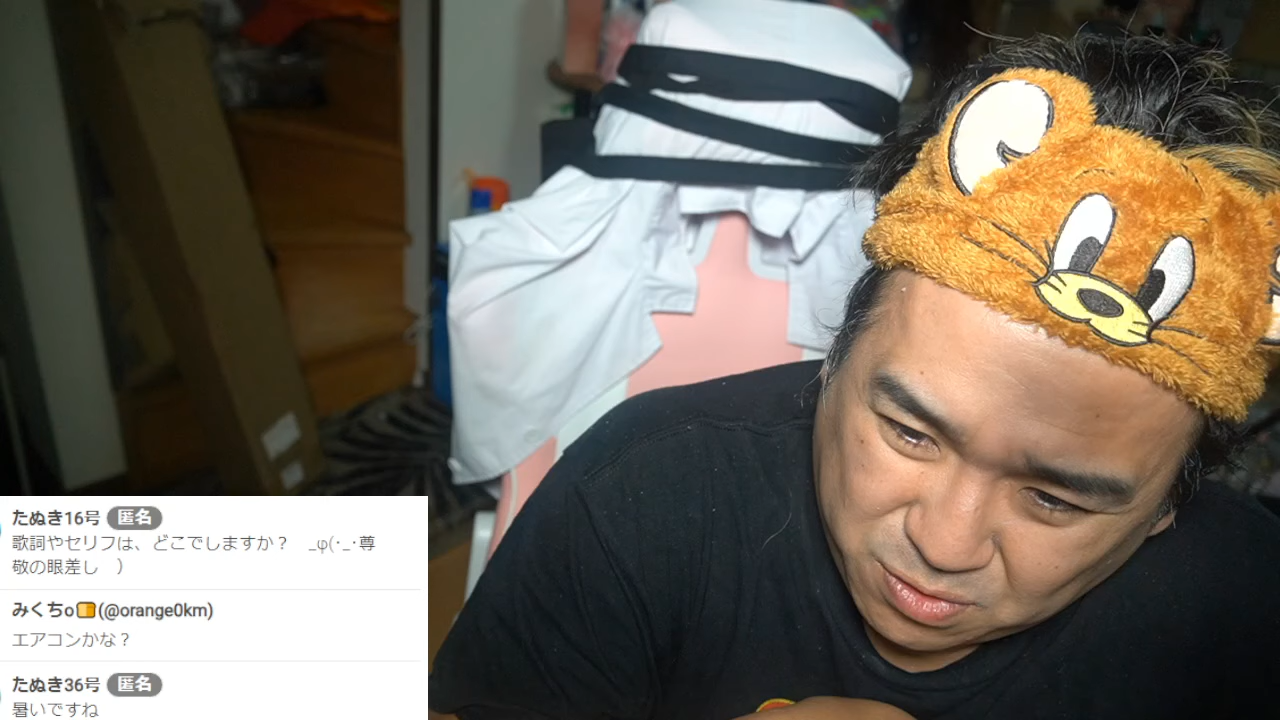 たぬき16号 匿名
歌詞やセリフは、どこでしますか？　_φ(･_･尊
敬の眼差し　）
みくちo(@orange0km)
エアコンかな？
たぬき36号 匿名
暑いですね